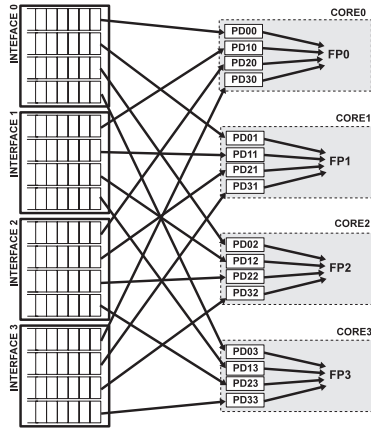 INTEFACE 0
CORE0
PD00
PD10
PD20
PD30
FP0
INTERFACE 1
CORE1
PD01
PD11
PD21
PD31
FP1
INTERFACE 2
CORE2
PD02
PD12
PD22
PD32
FP2
INTERFACE 3
CORE3
PD03
PD13
PD23
PD33
FP3